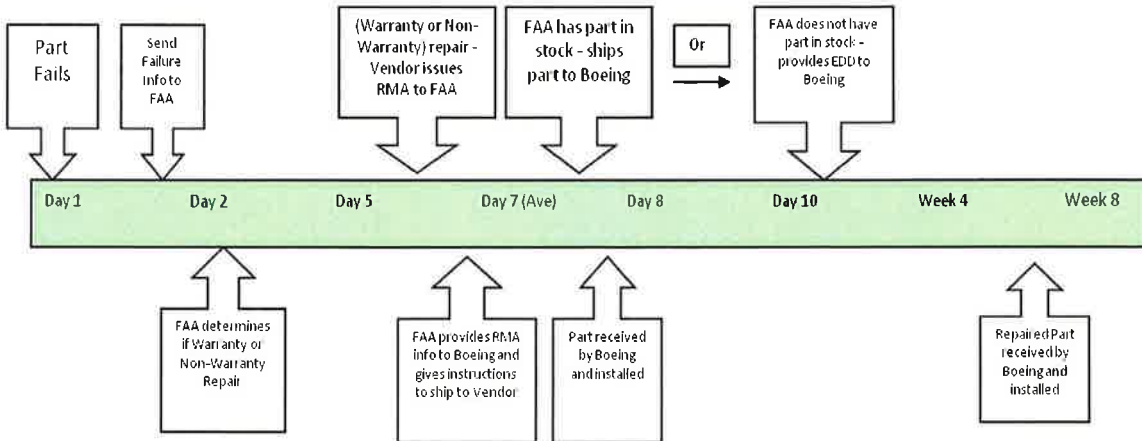 Part
Fails
Send
Failure
Info to
FAA
(Warranty or Non-
Warranty) repair -
Vendor issues
RMA to FAA
FAA has part in
stock - ships
part to Boeing
Or
FAA does not have
part in stock -
provides EDD to
Boeing
Day 1
Day 2
Day 5
Day 7 (Ave)
Day 8
Day 10
Week 4
Week 8
FAA determines
if Warranty or
Non-Warranty
Repair
FAA provides RMA
info to Boeing and
gives instructions
to ship to Vendor
Part received
by Boeing
and installed
Repaired Part
received by
Boeing and
installed